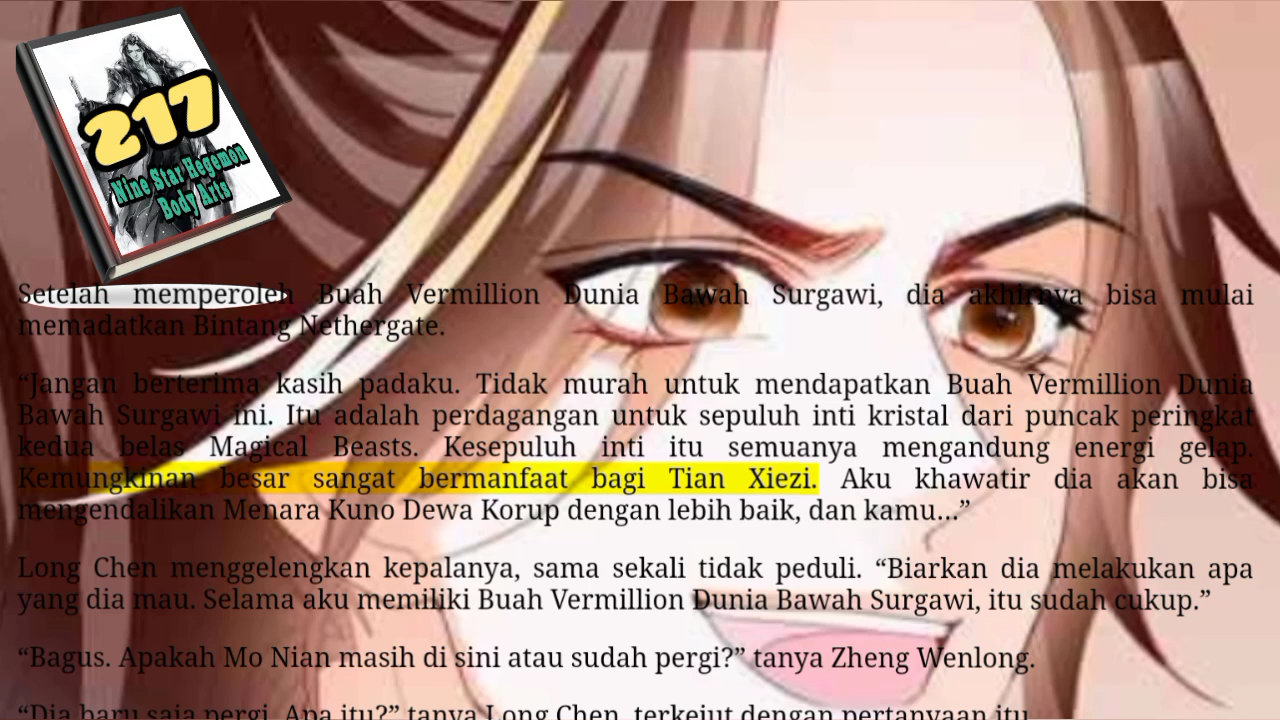 217
Nine Star Hegemon
Body Arts
Setelah memperoleh Buah Vermillion Dunia Bawah Surgawi, dia akhirnya bisa mulai
memadatkan Bintang Nethergate.
“Jangan berterima kasih padaku. Tidak murah untuk mendapatkan Buah Vermillion Dunia
Bawah Surgawi ini. Itu adalah perdagangan untuk sepuluh inti kristal dari puncak peringkat
kedua belas Magical Beasts. Kesepuluh inti itu semuanya mengandung energi gelap.
Kemungkinan besar sangat bermanfaat bagi Tian Xiezi. Aku khawatir dia akan bisa
mengendalikan Menara Kuno Dewa Korup dengan lebih baik, dan kamu…”
Long Chen menggelengkan kepalanya, sama sekali tidak peduli. “Biarkan dia melakukan apa
yang dia mau. Selama aku memiliki Buah Vermillion Dunia Bawah Surgawi, itu sudah cukup.”
“Bagus. Apakah Mo Nian masih di sini atau sudah pergi?” tanya Zheng Wenlong.
“Dia baru saja pergi. Apa itu?” tanya Long Chen, terkejut dengan pertanyaan itu.